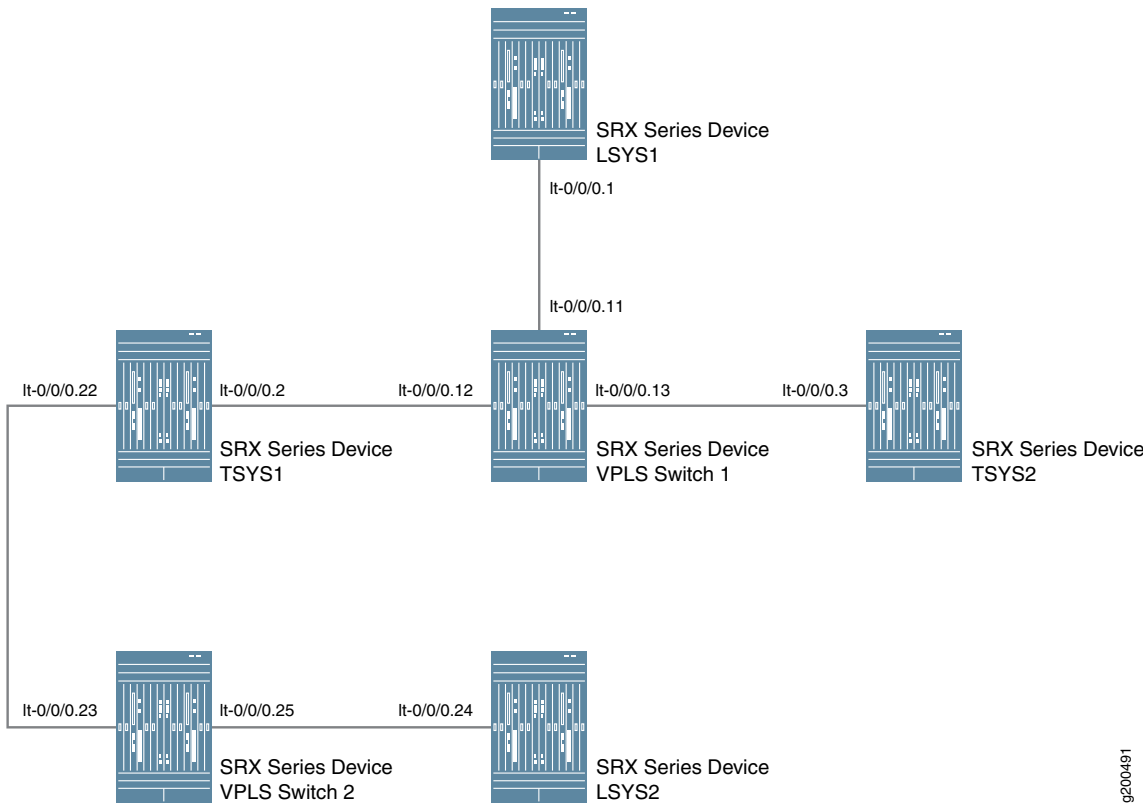 SRX Series Device
LSYS1
lt-0/0/0.1
lt-0/0/0.11
lt-0/0/0.22
lt-0/0/0.2
lt-0/0/0.12
lt-0/0/0.13
lt-0/0/0.3
SRX Series Device
TSYS1
SRX Series Device
VPLS Switch 1
SRX Series Device
TSYS2
lt-0/0/0.23
lt-0/0/0.25
lt-0/0/0.24
SRX Series Device
VPLS Switch 2
SRX Series Device
LSYS2
g200491